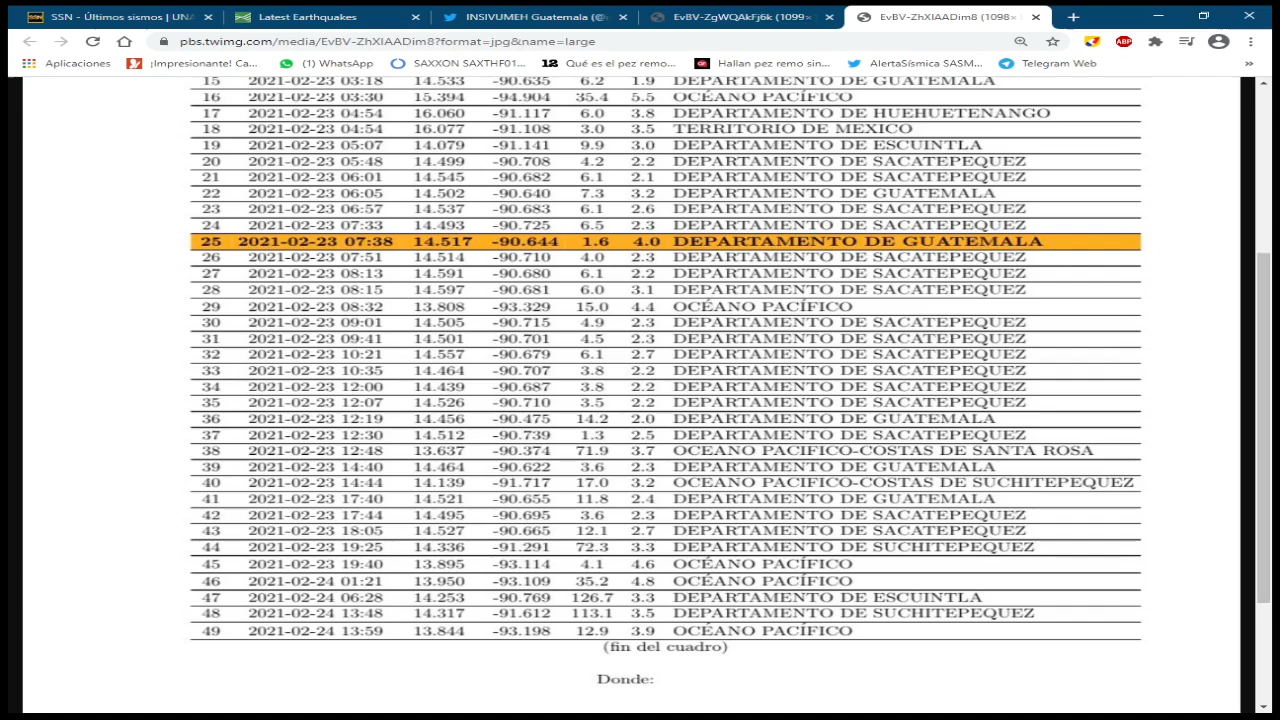 SSN - Últimos sismos | UNA
Latest Earthquakes
INSIVUMEH Guatemala (@
EvBV-ZgWQAkFj6k (1099×
EvBV-ZhXIAADim8 (1098×
pbs.twimg.com/media/EvBV-ZhXIAADim8?format=jpg&name=large
ABP
Aplicaciones
¡Impresionante! Ca...
(1) WhatsApp
SAXXON SAXTHF01...
12 Qué es el pez remo...
Hallan pez remo sin...
AlertaSísmica SASM...
Telegram Web
15 2021-02-23 03:18 14.533 -90.635 6.2 1.9 DEPARTAMENTO DE GUATEMALA
16 2021-02-23 03:30 15.394 -94.904 35.4 5.5 OCÉANO PACÍFICO
17 2021-02-23 04:54 16.060 -91.117 6.0 3.8 DEPARTAMENTO DE HUEHUETENANGO
18 2021-02-23 04:54 16.077 -91.108 3.0 3.5 TERRITORIO DE MEXICO
19 2021-02-23 05:07 14.079 -91.141 9.9 3.0 DEPARTAMENTO DE ESCUINTLA
20 2021-02-23 05:48 14.499 -90.708 4.2 2.2 DEPARTAMENTO DE SACATEPEQUEZ
21 2021-02-23 06:01 14.545 -90.682 6.1 2.1 DEPARTAMENTO DE SACATEPEQUEZ
22 2021-02-23 06:05 14.502 -90.640 7.3 3.2 DEPARTAMENTO DE GUATEMALA
23 2021-02-23 06:57 14.537 -90.683 6.1 2.6 DEPARTAMENTO DE SACATEPEQUEZ
24 2021-02-23 07:33 14.493 -90.725 6.5 2.3 DEPARTAMENTO DE SACATEPEQUEZ
25 2021-02-23 07:38 14.517 -90.644 1.6 4.0 DEPARTAMENTO DE GUATEMALA
26 2021-02-23 07:51 14.514 -90.710 4.0 2.3 DEPARTAMENTO DE SACATEPEQUEZ
27 2021-02-23 08:13 14.591 -90.680 6.1 2.2 DEPARTAMENTO DE SACATEPEQUEZ
28 2021-02-23 08:15 14.597 -90.681 6.0 3.1 DEPARTAMENTO DE SACATEPEQUEZ
29 2021-02-23 08:32 13.808 -93.329 15.0 4.4 OCÉANO PACÍFICO
30 2021-02-23 09:01 14.505 -90.715 4.9 2.3 DEPARTAMENTO DE SACATEPEQUEZ
31 2021-02-23 09:41 14.501 -90.701 4.5 2.3 DEPARTAMENTO DE SACATEPEQUEZ
32 2021-02-23 10:21 14.557 -90.679 6.1 2.7 DEPARTAMENTO DE SACATEPEQUEZ
33 2021-02-23 10:35 14.464 -90.707 3.8 2.2 DEPARTAMENTO DE SACATEPEQUEZ
34 2021-02-23 12:00 14.439 -90.687 3.8 2.2 DEPARTAMENTO DE SACATEPEQUEZ
35 2021-02-23 12:07 14.526 -90.710 3.5 2.2 DEPARTAMENTO DE SACATEPEQUEZ
36 2021-02-23 12:19 14.456 -90.475 14.2 2.0 DEPARTAMENTO DE GUATEMALA
37 2021-02-23 12:30 14.512 -90.739 1.3 2.5 DEPARTAMENTO DE SACATEPEQUEZ
38 2021-02-23 12:48 13.637 -90.374 71.9 3.7 OCEANO PACIFICO-COSTAS DE SANTA ROSA
39 2021-02-23 14:40 14.464 -90.622 3.6 2.3 DEPARTAMENTO DE GUATEMALA
40 2021-02-23 14:44 14.139 -91.717 17.0 3.2 OCEANO PACIFICO-COSTAS DE SUCHITEPEQUEZ
41 2021-02-23 17:40 14.521 -90.655 11.8 2.4 DEPARTAMENTO DE GUATEMALA
42 2021-02-23 17:44 14.495 -90.695 3.6 2.3 DEPARTAMENTO DE SACATEPEQUEZ
43 2021-02-23 18:05 14.527 -90.665 12.1 2.7 DEPARTAMENTO DE SACATEPEQUEZ
44 2021-02-23 19:25 14.336 -91.291 72.3 3.3 DEPARTAMENTO DE SUCHITEPEQUEZ
45 2021-02-23 19:40 13.895 -93.114 4.1 4.6 OCÉANO PACÍFICO
46 2021-02-24 01:21 13.950 -93.109 35.2 4.8 OCÉANO PACÍFICO
47 2021-02-24 06:28 14.253 -90.769 126.7 3.3 DEPARTAMENTO DE ESCUINTLA
48 2021-02-24 13:48 14.317 -91.612 113.1 3.5 DEPARTAMENTO DE SUCHITEPEQUEZ
49 2021-02-24 13:59 13.844 -93.198 12.9 3.9 OCÉANO PACÍFICO
(fin del cuadro)
Donde: